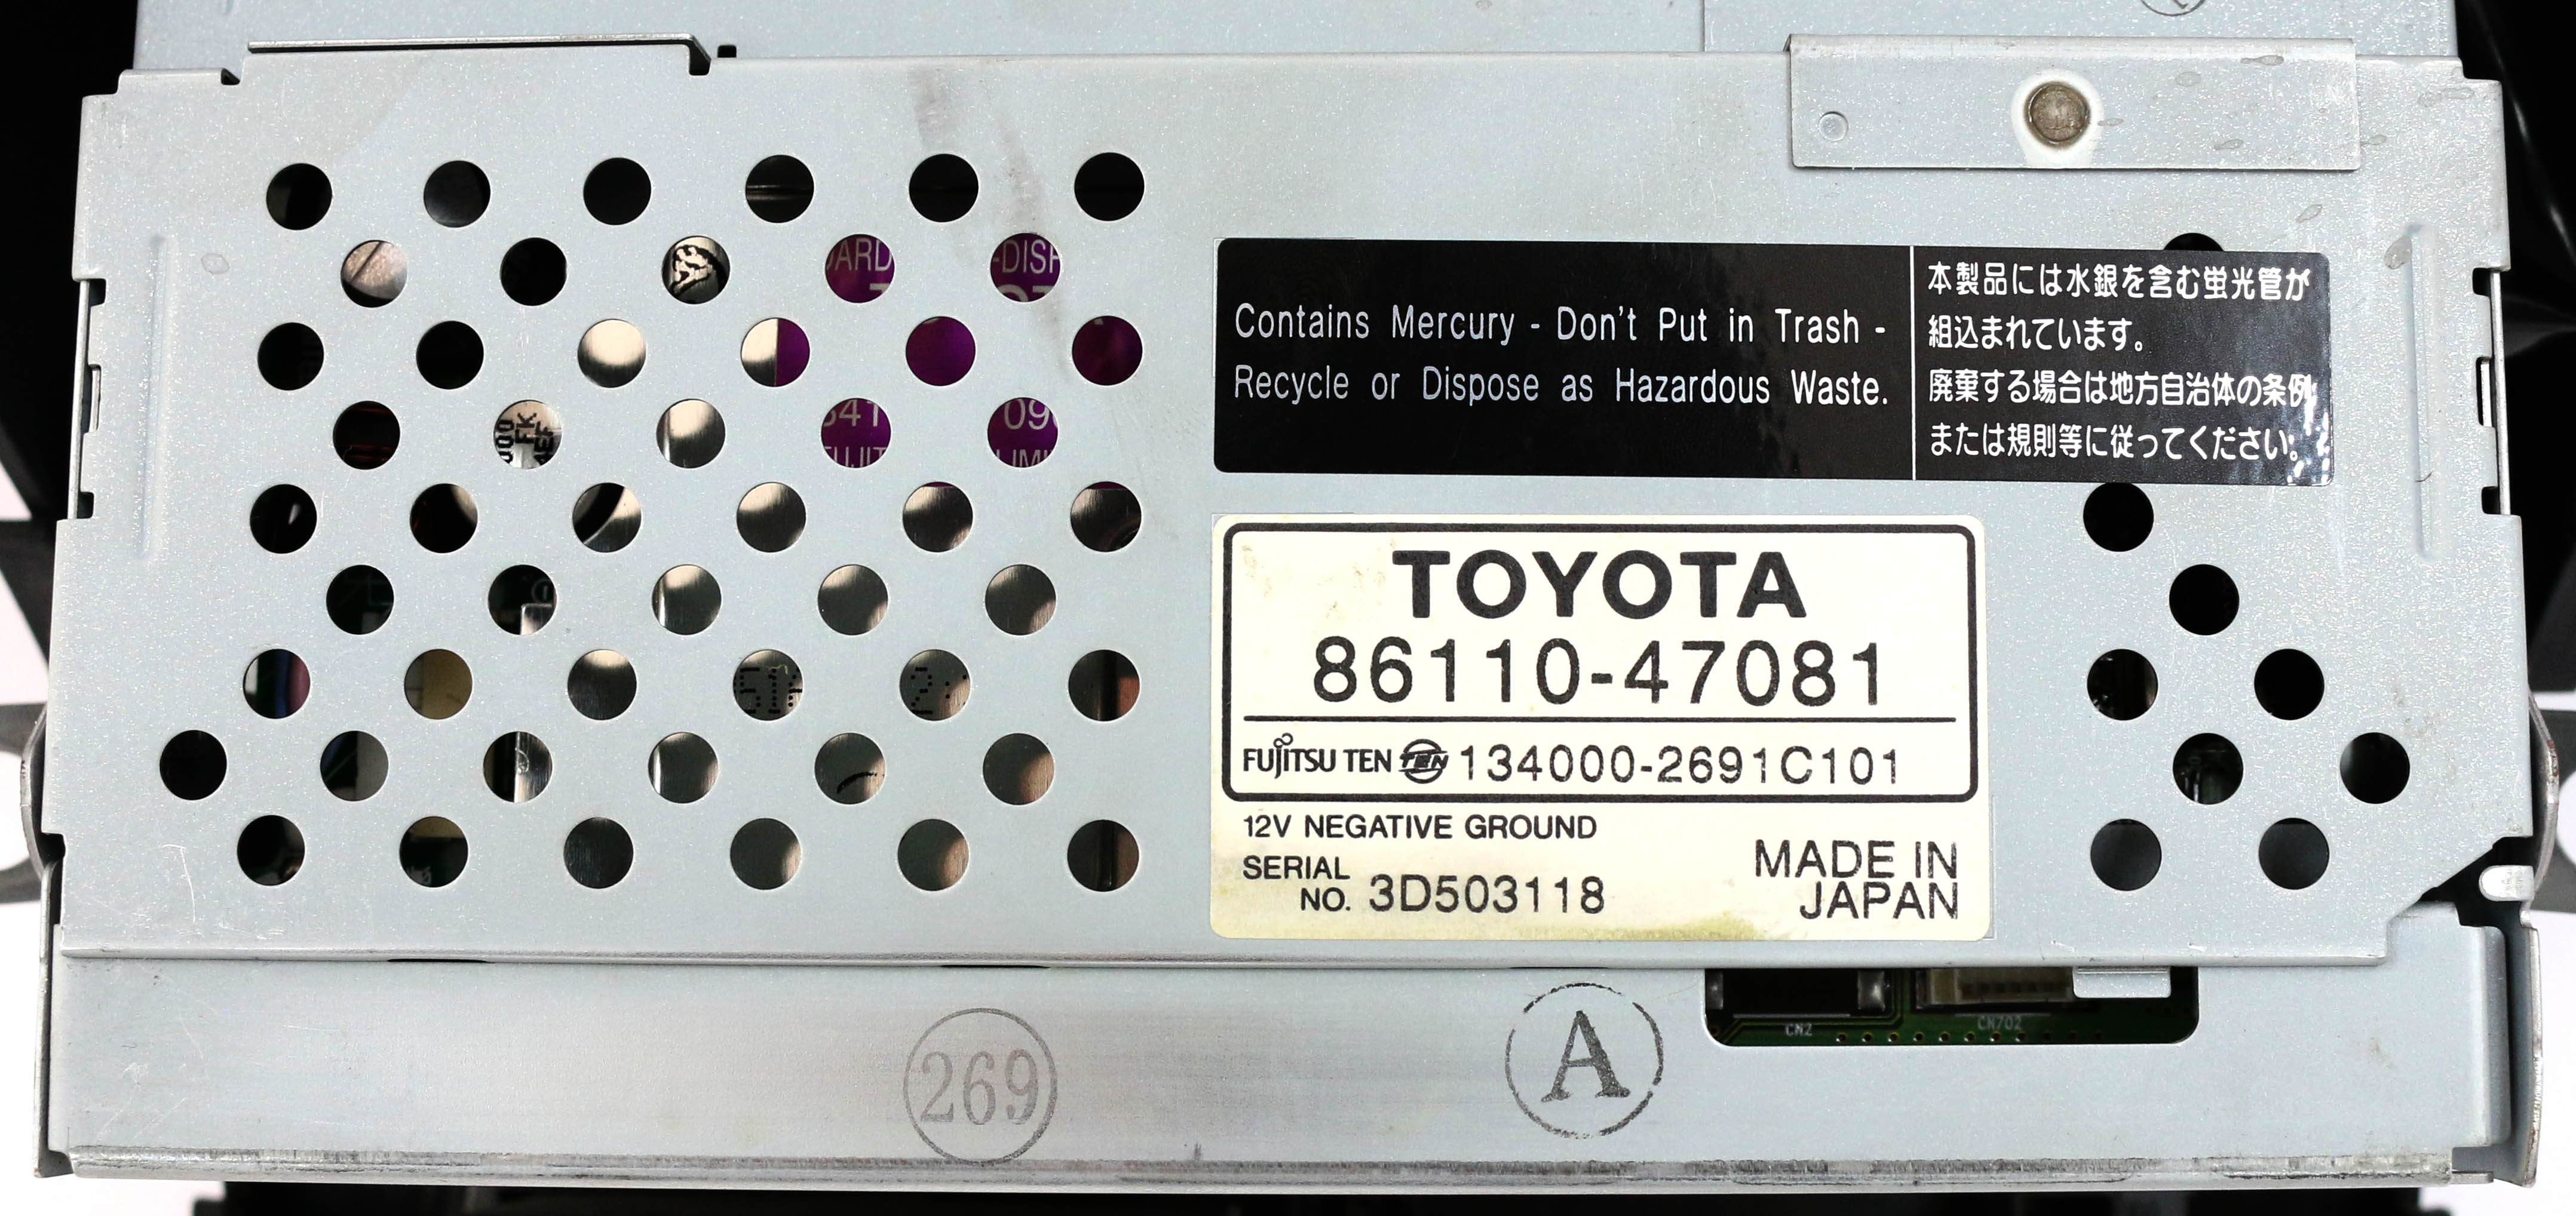 Contains Mercury - Don't Put in Trash -
Recycle or Dispose as Hazardous Waste.
本製品には水銀を含む蛍光管が
組込まれています。
廃棄する場合は地方自治体の条例
または規則等に従ってください。
TOYOTA
86110-47081
FUJITSU TEN TEN 134000-2691C101
12V NEGATIVE GROUND
SERIAL
NO. 3D503118
MADE IN
JAPAN
CN2
CN702
269
A